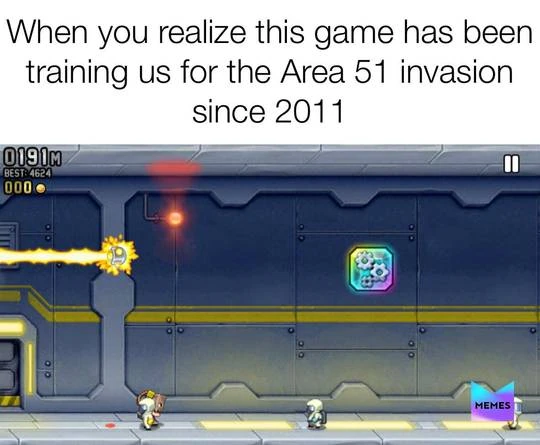 When you realize this game has been
training us for the Area 51 invasion
since 2011
0191M
BEST: 4624
000
MEMES